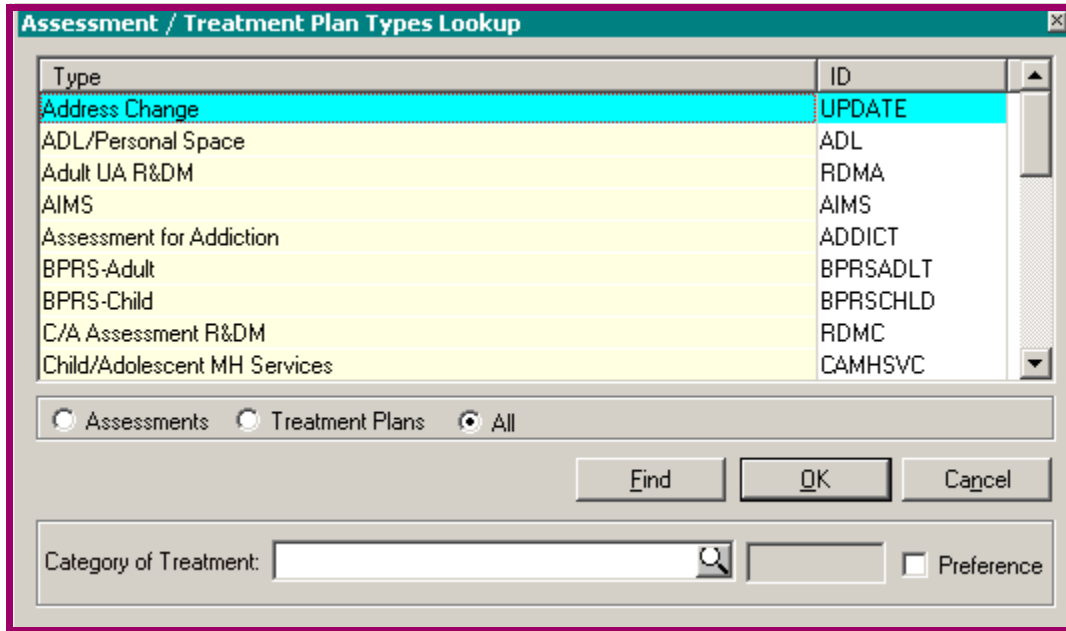 Assessment / Treatment Plan Types Lookup
Type ID
Address Change UPDATE
ADL/Personal Space ADL
Adult UA R&DM RDMA
AIMS AIMS
Assessment for Addiction ADDICT
BPRS-Adult BPRSADLT
BPRS-Child BPRSCHLD
C/A Assessment R&DM RDMC
Child/Adolescent MH Services CAMHSVC
Assessments Treatment Plans All
Find OK Cancel
Category of Treatment: Preference